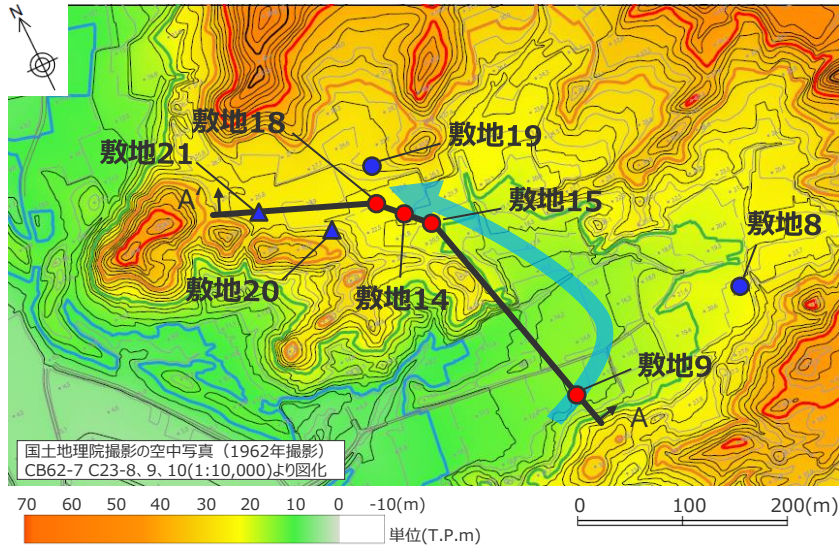 N
敷地18
敷地19
敷地21
A'
敷地15
敷地8
敷地20
敷地14
敷地9
A
国土地理院撮影の空中写真（1962年撮影）
CB62-7 C23-8、9、10(1:10,000)より図化
70 60 50 40 30 20 10 0 -10(m)
単位(T.P.m)
0 100 200(m)